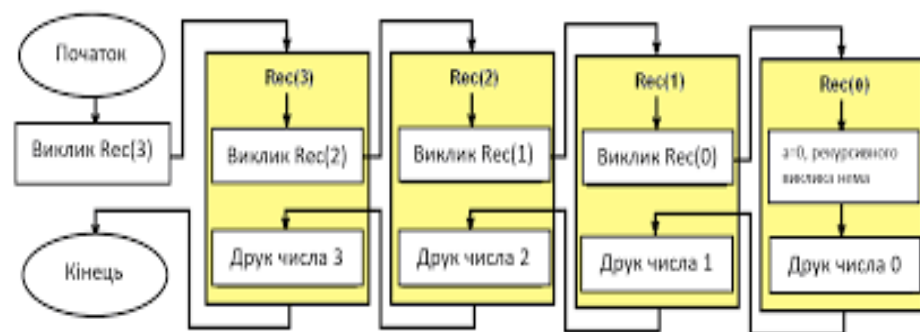 Початок
Виклик Rec(3)
Кінець
Rec(3)
Виклик Rec(2)
Друк числа 3
Rec(2)
Виклик Rec(1)
Друк числа 2
Rec(1)
Виклик Rec(0)
Друк числа 1
Rec(0)
a=0, рекурсивного
виклика нема
Друк числа 0